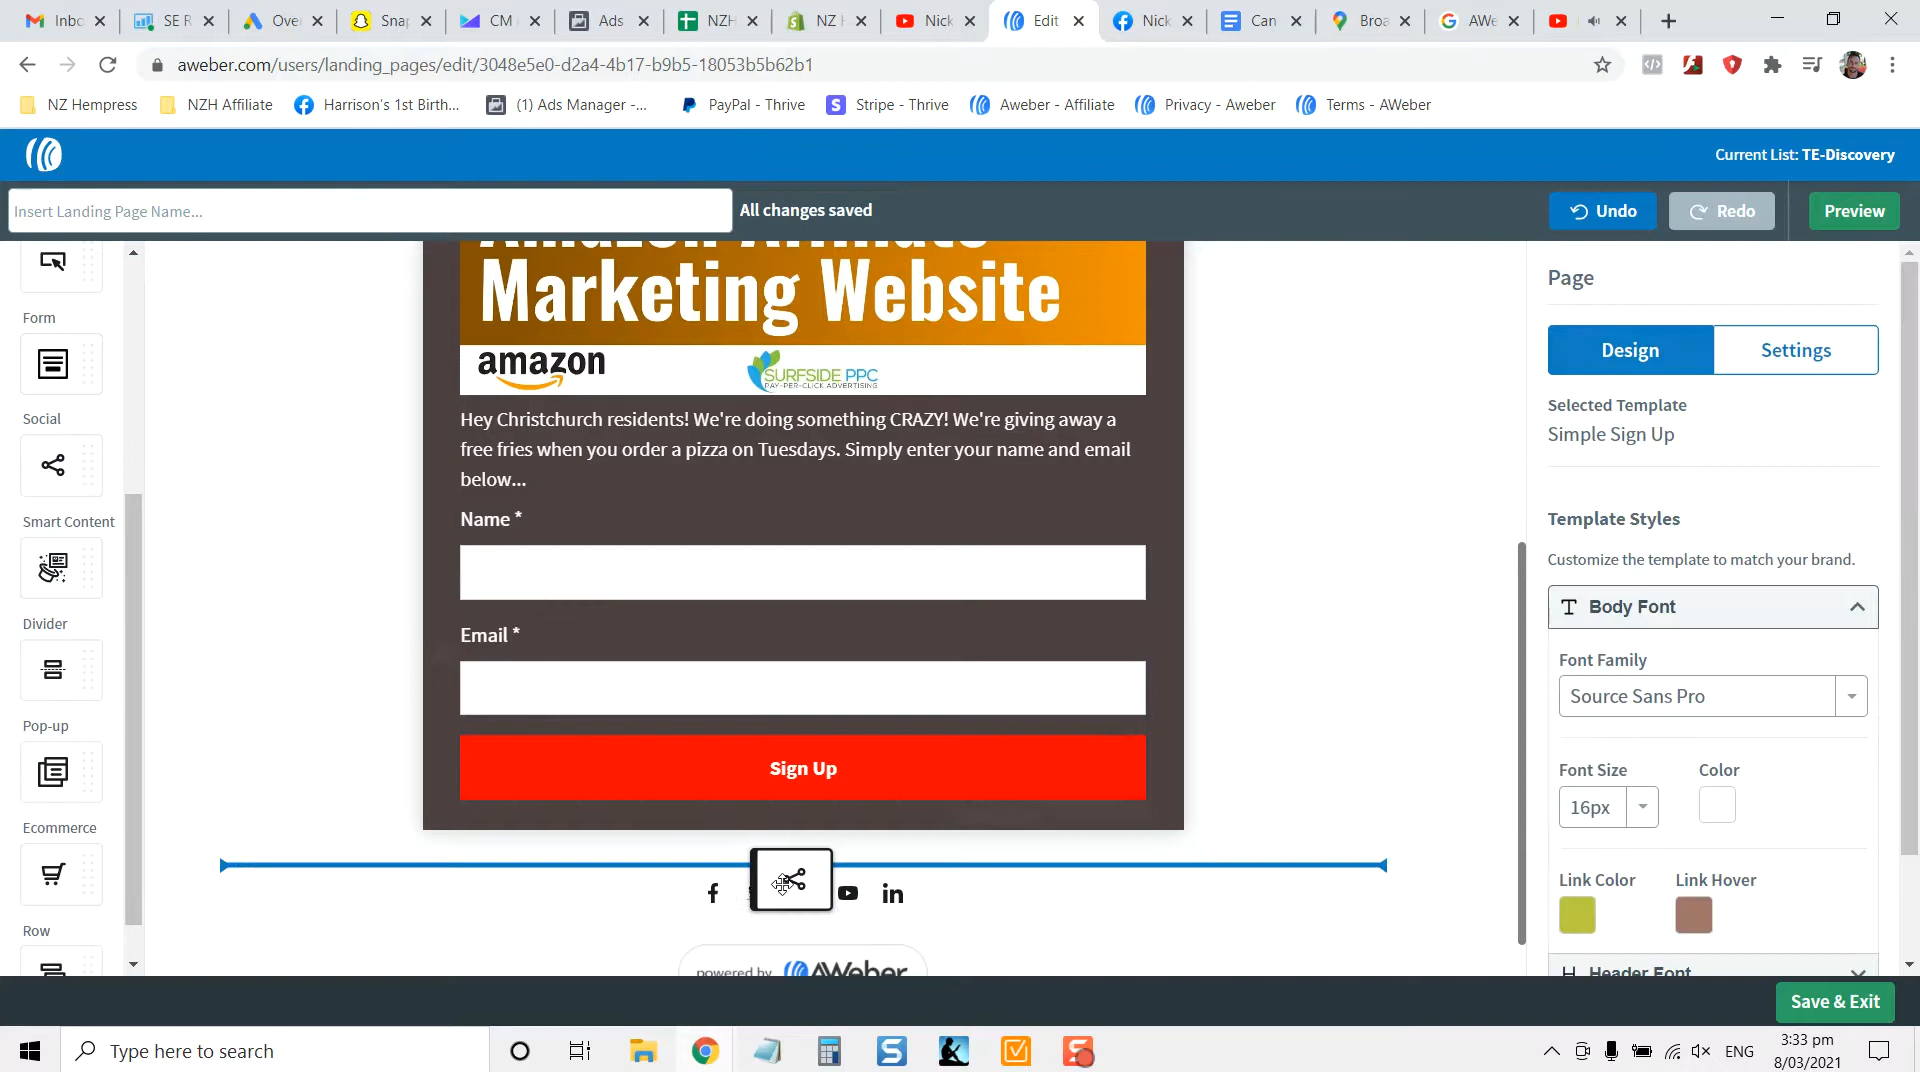 Inbo
SE R
Over
Snap
CM
Ads
NZH
NZ H
Nick
Edit
Nick
Can
Broa
AWe
aweber.com/users/landing_pages/edit/3048e5e0-d2a4-4b17-b9b5-18053b5b62b1
NZ Hempress
NZH Affiliate
Harrison's 1st Birth...
(1) Ads Manager -...
PayPal - Thrive
Stripe - Thrive
Aweber - Affiliate
Privacy - Aweber
Terms - AWeber
Current List: TE-Discovery
Insert Landing Page Name...
All changes saved
Undo
Redo
Preview
Form
Social
Smart Content
Divider
Pop-up
Ecommerce
Row
Amazon Affiliate
Marketing Website
amazon
SURFSIDE PPC
PAY-PER-CLICK ADVERTISING
Hey Christchurch residents! We're doing something CRAZY! We're giving away a
free fries when you order a pizza on Tuesdays. Simply enter your name and email
below...
Name *
Email *
Sign Up
powered by AWeber
Page
Design
Settings
Selected Template
Simple Sign Up
Template Styles
Customize the template to match your brand.
Body Font
Font Family
Source Sans Pro
Font Size
Color
16px
Link Color
Link Hover
Header Font
Save & Exit
Type here to search
ENG
3:33 pm
8/03/2021